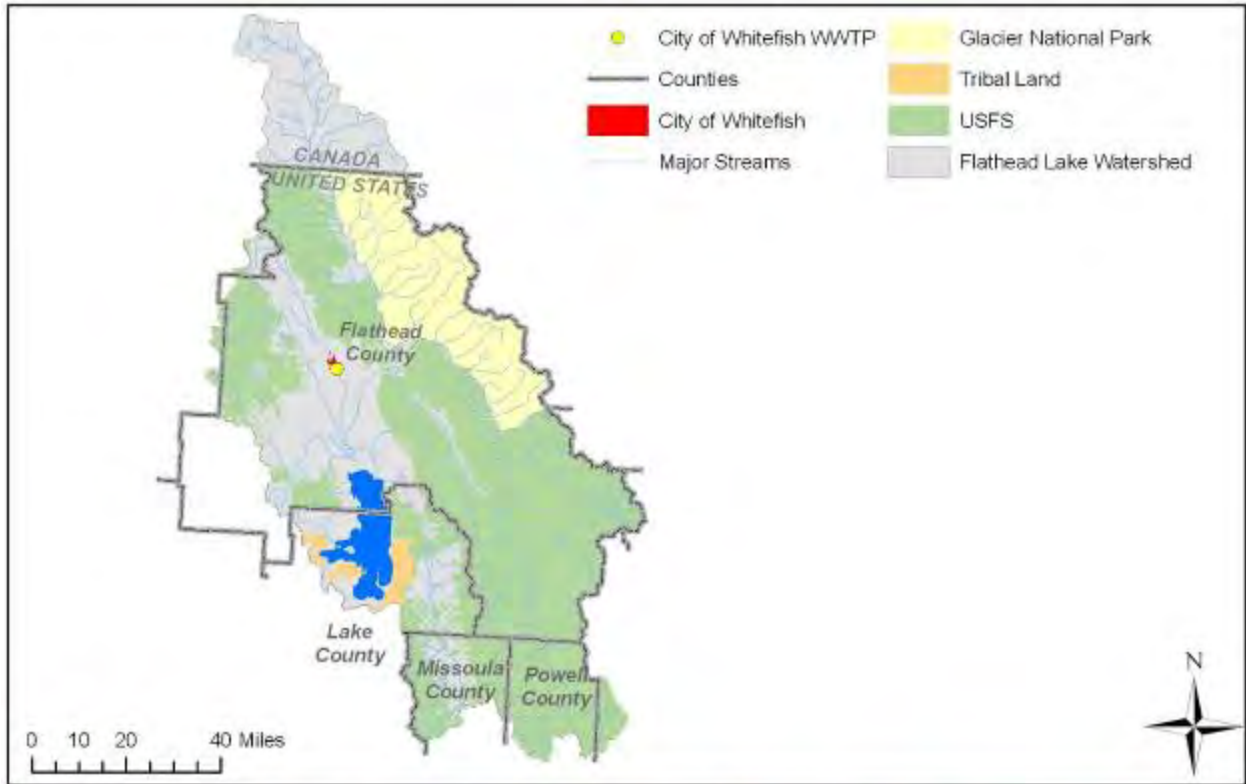 City of Whitefish WWTP
Counties
City of Whitefish
Major Streams
Glacier National Park
Tribal Land
USFS
Flathead Lake Watershed
CANADA
UNITED STATES
Flathead
County
Lake
County
Missoula
County
Powell
County
N
0 10 20 40 Miles